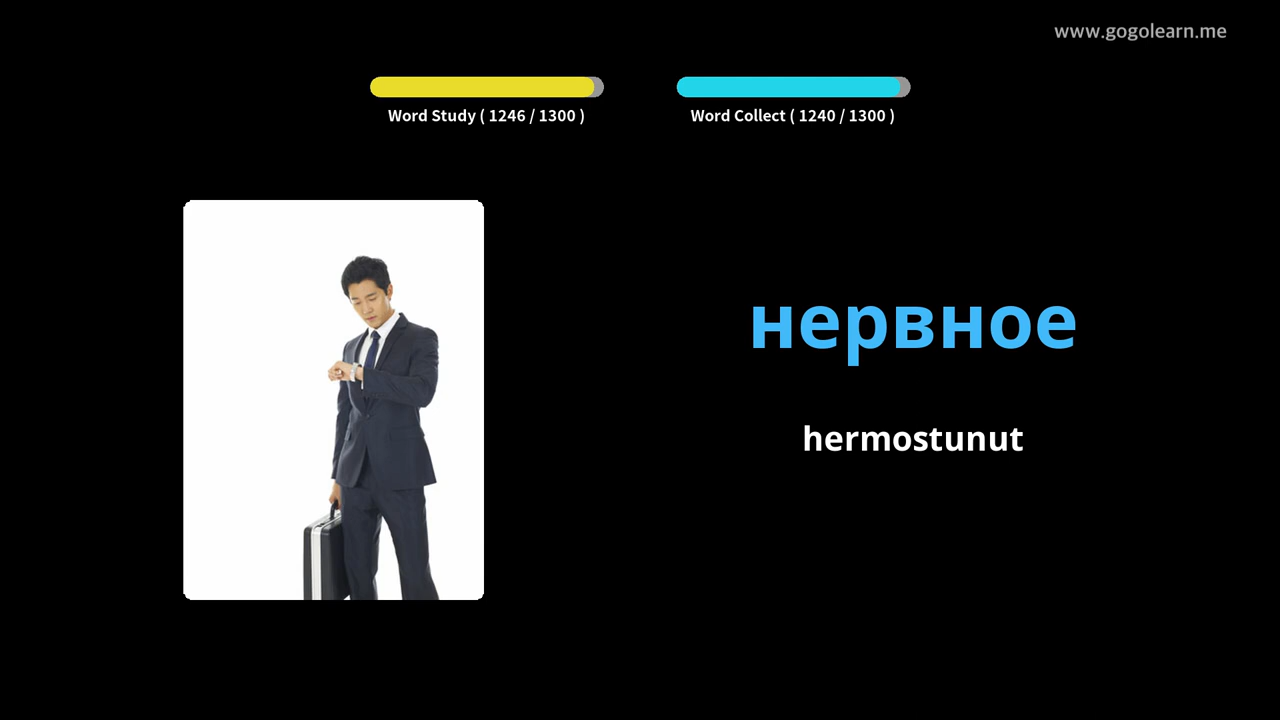 www.gogolearn.me
Word Study ( 1246 / 1300 )
Word Collect ( 1240 / 1300 )
нервное
hermostunut